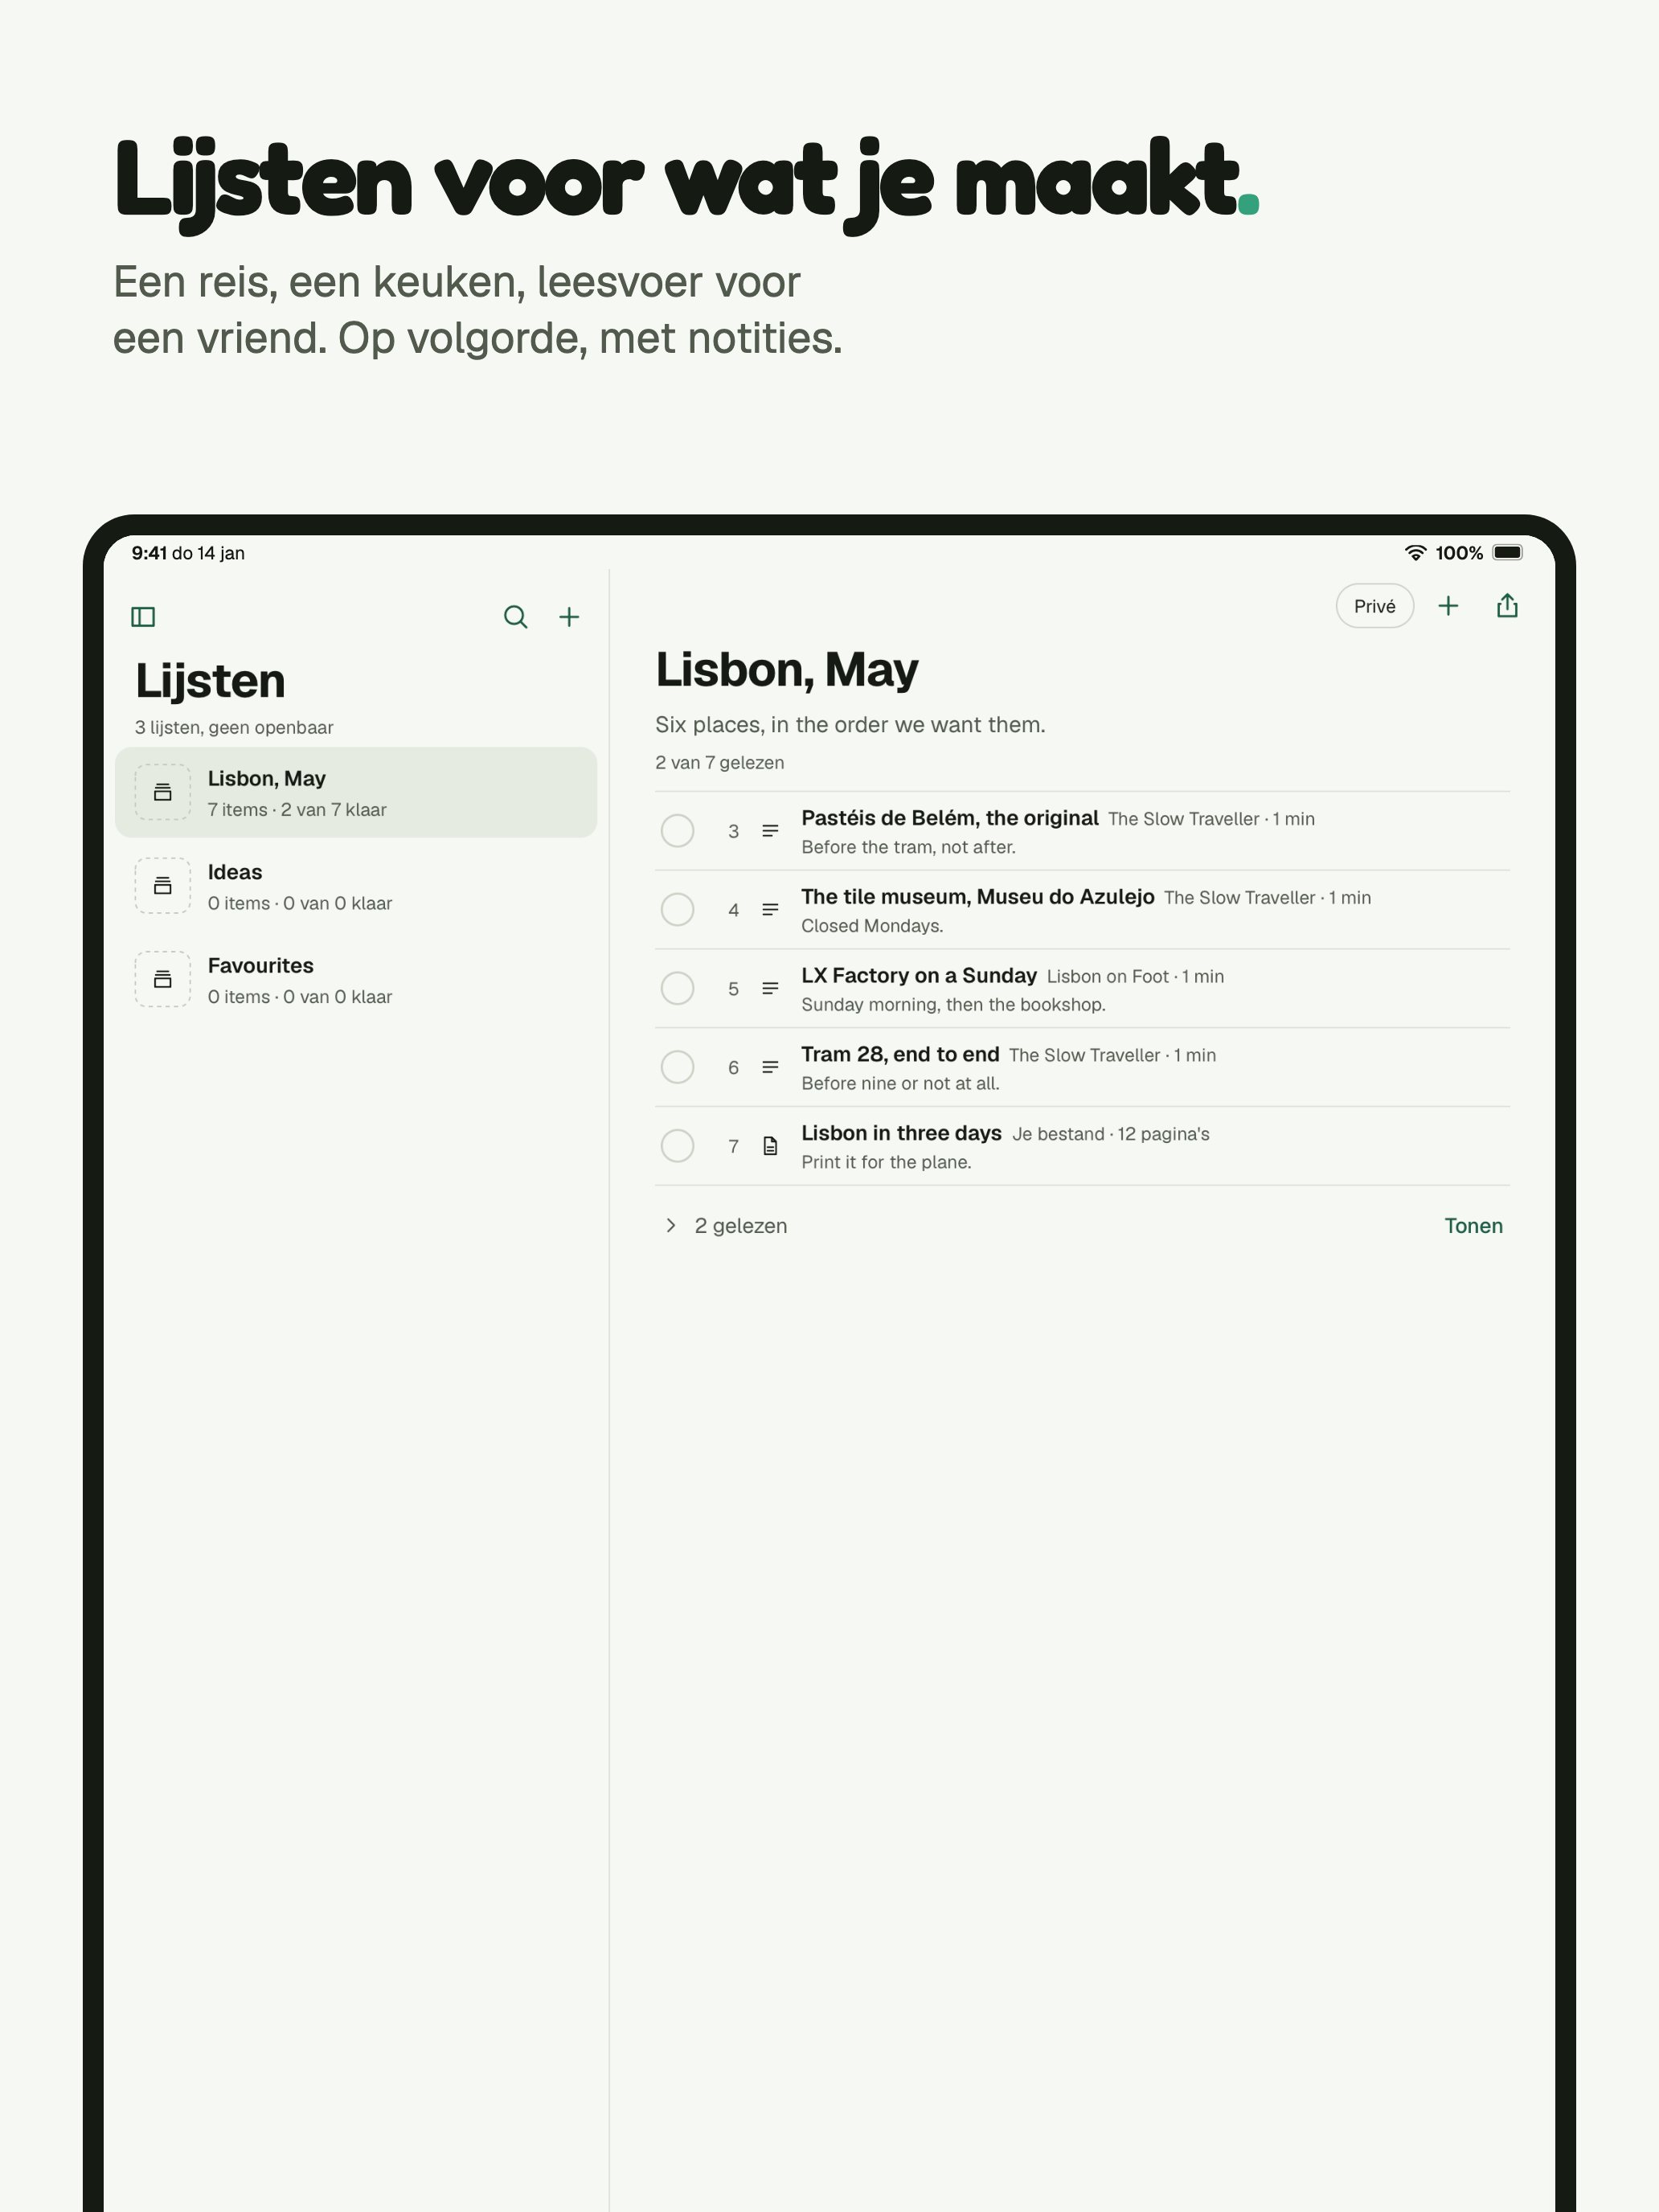 Lijsten voor wat je maakt.
Een reis, een keuken, leesvoer voor
een vriend. Op volgorde, met notities.
9:41 do 14 jan
100%
Lijsten
3 lijsten, geen openbaar
Lisbon, May
7 items · 2 van 7 klaar
Ideas
0 items · 0 van 0 klaar
Favourites
0 items · 0 van 0 klaar
Privé
Lisbon, May
Six places, in the order we want them.
2 van 7 gelezen
3 Pastéis de Belém, the original The Slow Traveller · 1 min
Before the tram, not after.
4 The tile museum, Museu do Azulejo The Slow Traveller · 1 min
Closed Mondays.
5 LX Factory on a Sunday Lisbon on Foot · 1 min
Sunday morning, then the bookshop.
6 Tram 28, end to end The Slow Traveller · 1 min
Before nine or not at all.
7 Lisbon in three days Je bestand · 12 pagina's
Print it for the plane.
2 gelezen Tonen